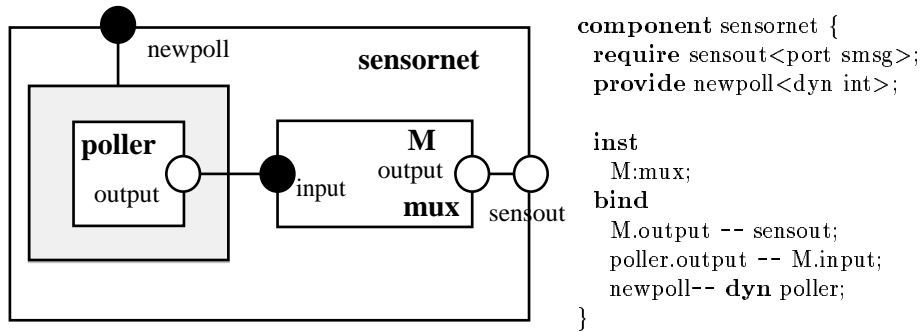 newpoll
sensornet
poller
output
input
M
output
mux
sensout
component sensornet {
require sensout<port smsg>;
provide newpoll<dyn int>;
inst
M:mux;
bind
M.output -- sensout;
poller.output -- M.input;
newpoll-- dyn poller;
}